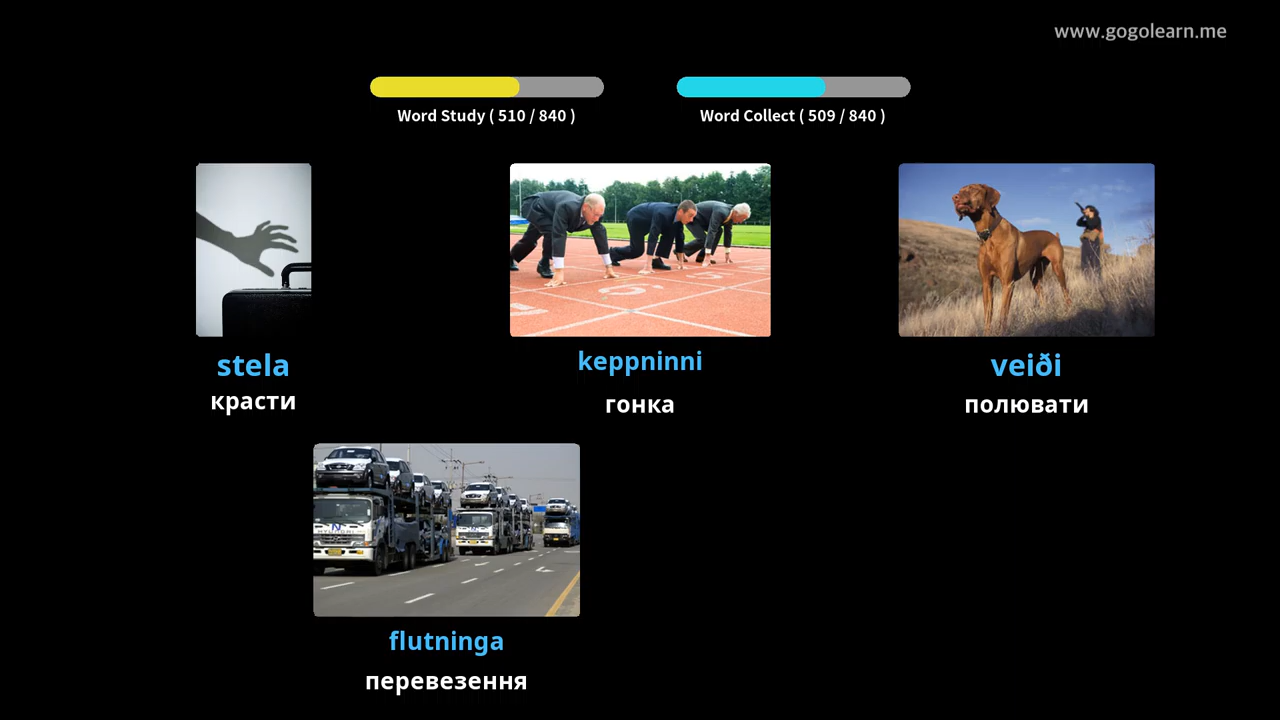 www.gogolearn.me
Word Study ( 510 / 840 )
Word Collect ( 509 / 840 )
stela
красти
keppninni
гонка
veiði
полювати
flutninga
перевезення